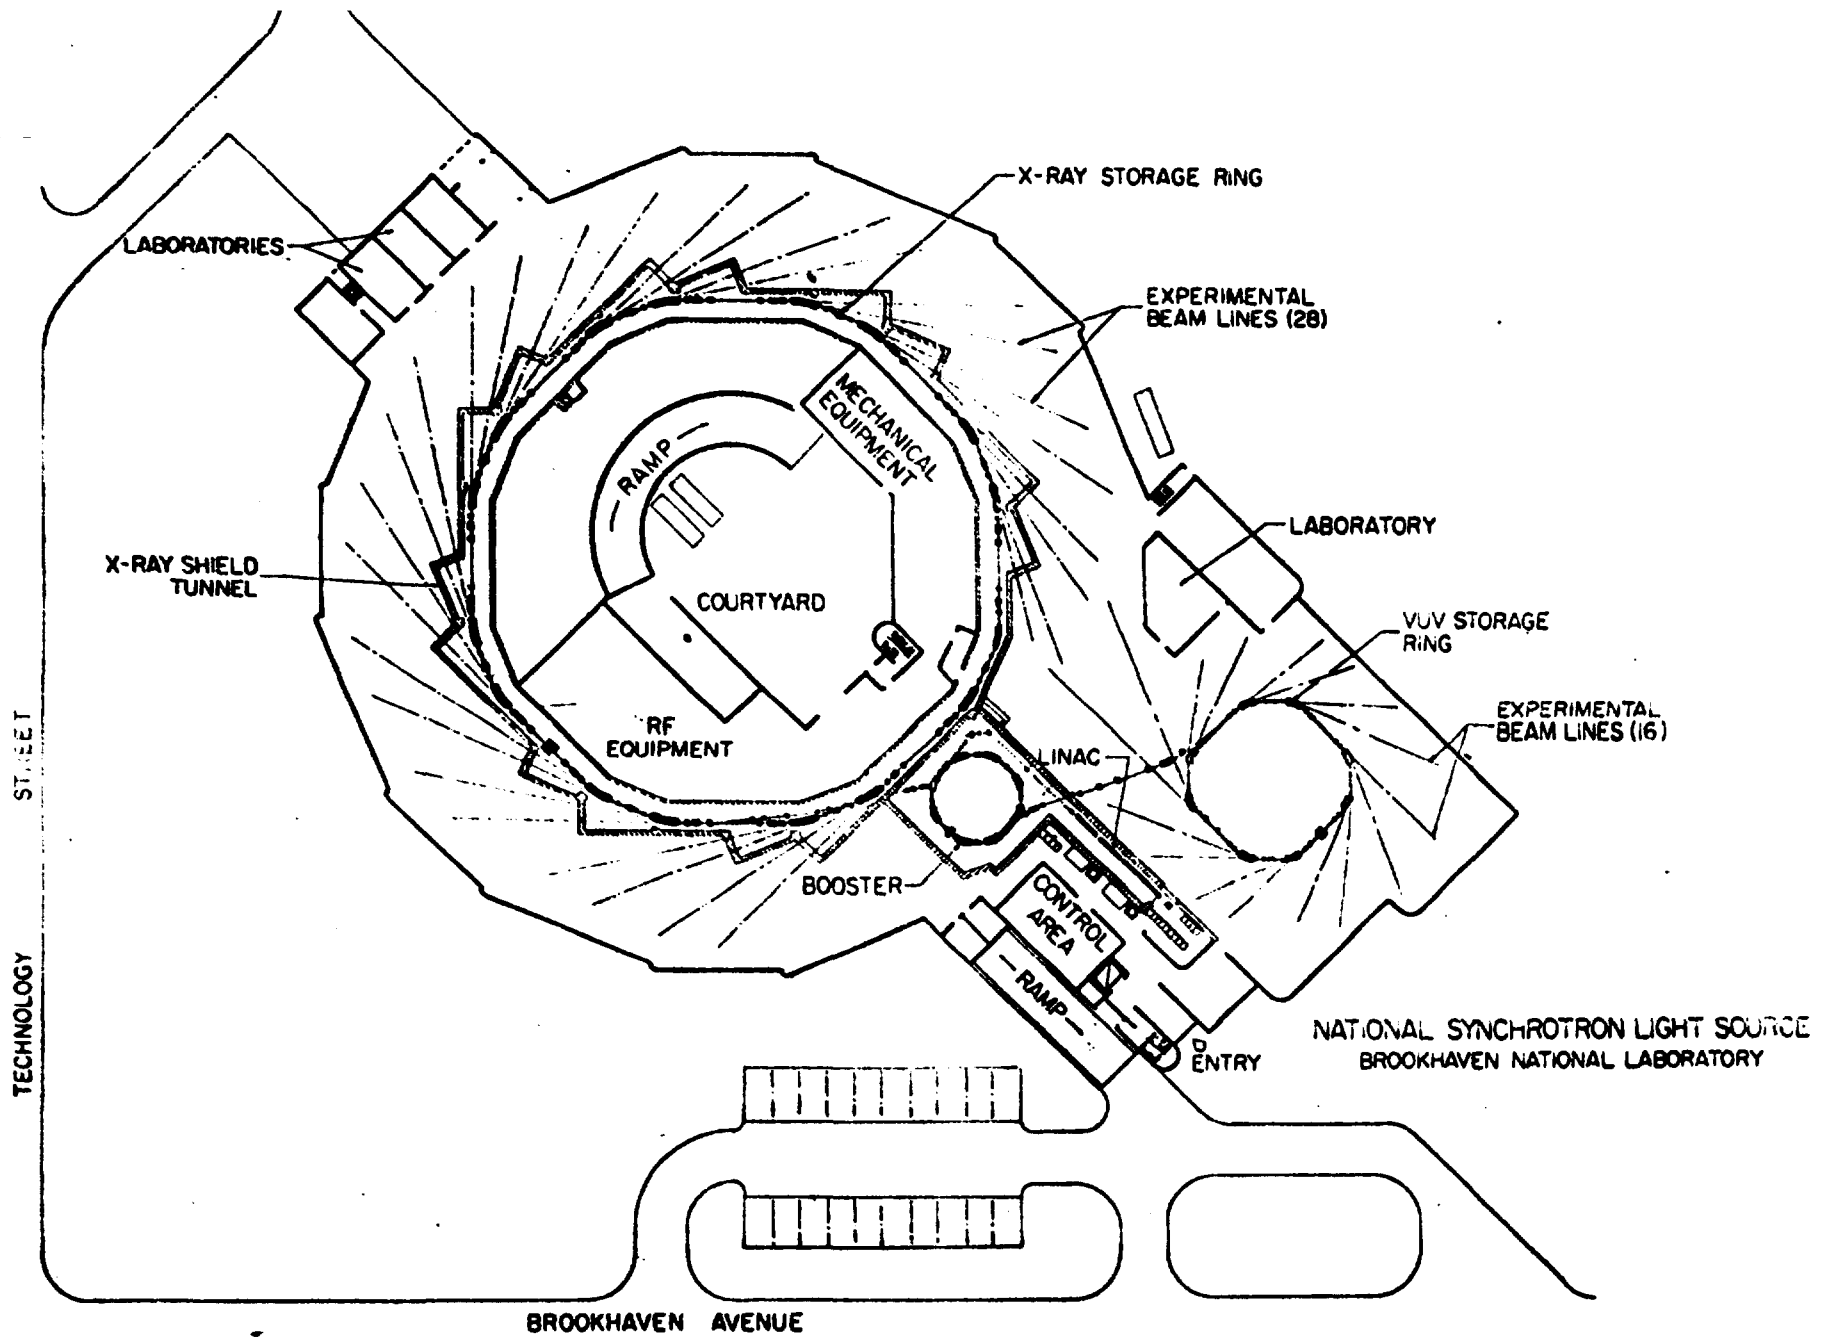 X-RAY STORAGE RING
LABORATORIES
EXPERIMENTAL
BEAM LINES (28)
MECHANICAL
EQUIPMENT
RAMP
LABORATORY
X-RAY SHIELD
TUNNEL
COURTYARD
VUV STORAGE
RING
RF
EQUIPMENT
EXPERIMENTAL
BEAM LINES (16)
LINAC
BOOSTER
CONTROL
AREA
RAMP
ENTRY
NATIONAL SYNCHROTRON LIGHT SOURCE
BROOKHAVEN NATIONAL LABORATORY
TECHNOLOGY STREET
BROOKHAVEN AVENUE